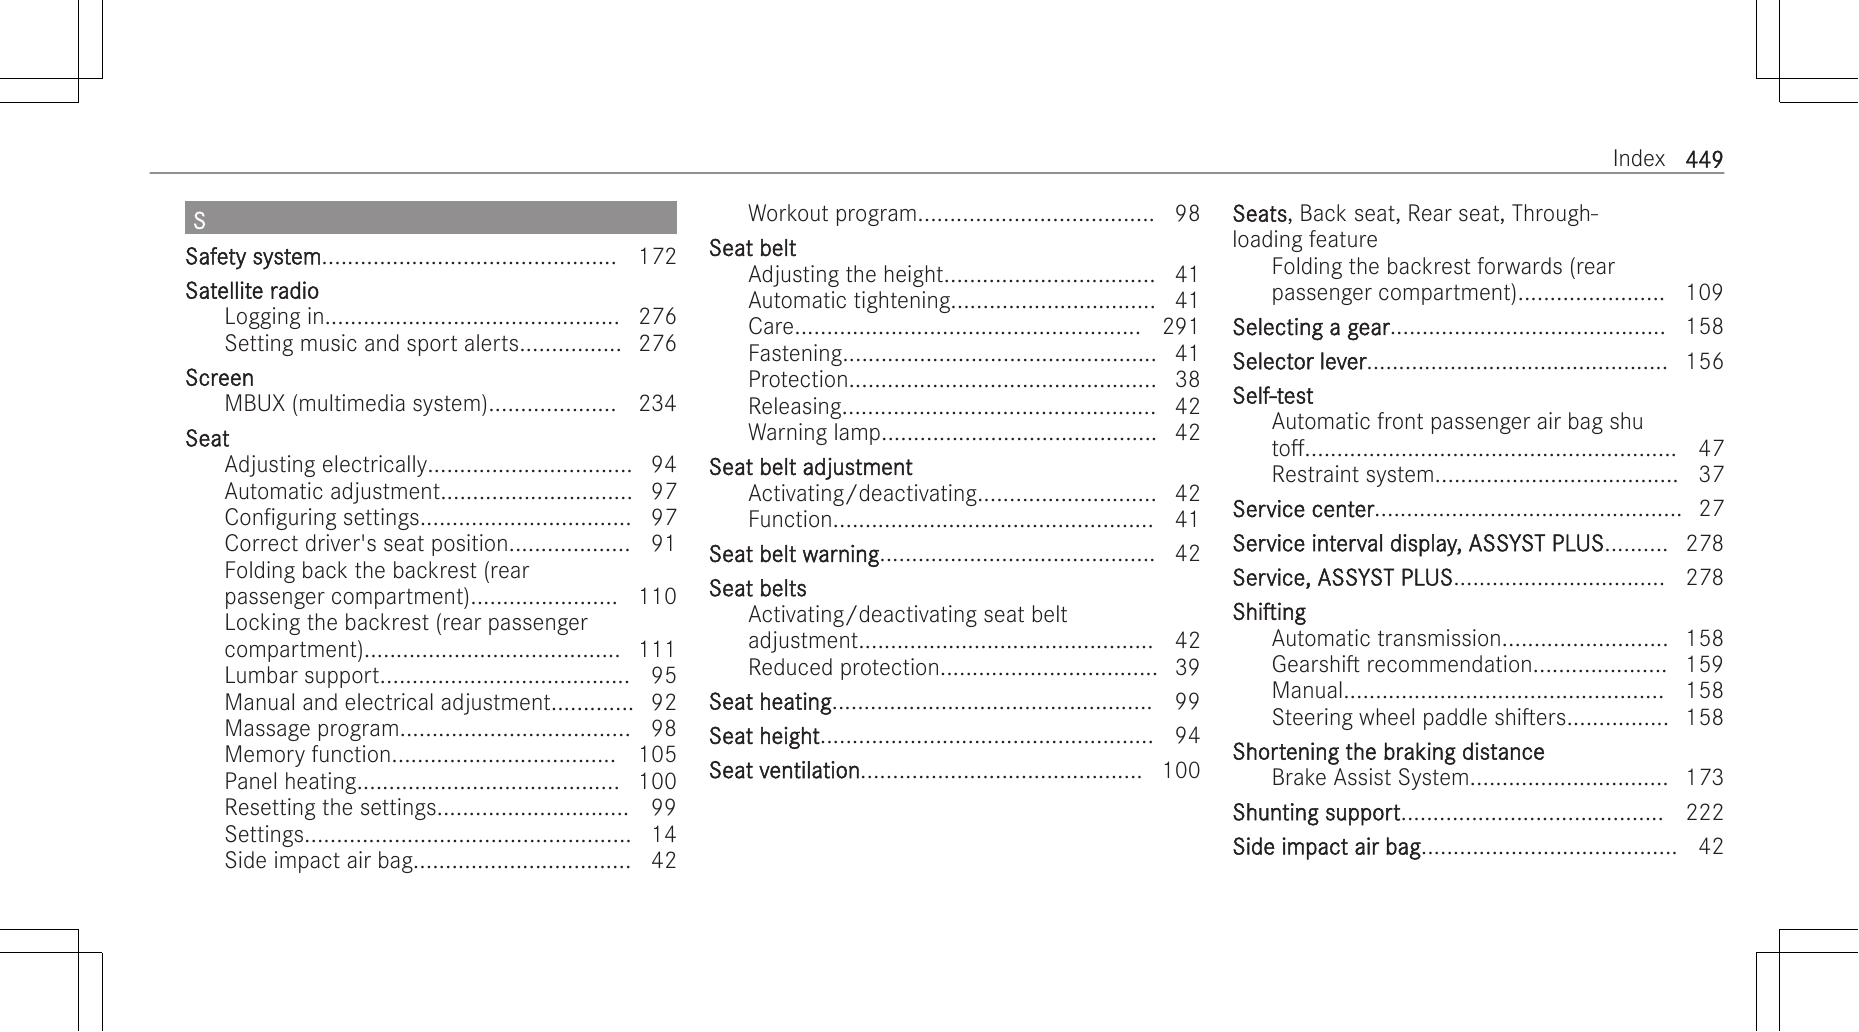 Index 449
S
Safety system.............................................. 172
Satellite radio
Logging in.............................................. 276
Setting music and sport alerts................ 276
Screen
MBUX (multimedia system).................... 234
Seat
Adjusting electrically................................ 94
Automatic adjustment.............................. 97
Configuring settings................................. 97
Correct driver's seat position................... 91
Folding back the backrest (rear
passenger compartment)....................... 110
Locking the backrest (rear passenger
compartment)........................................ 111
Lumbar support....................................... 95
Manual and electrical adjustment............. 92
Massage program.................................... 98
Memory function................................... 105
Panel heating......................................... 100
Resetting the settings.............................. 99
Settings................................................... 14
Side impact air bag.................................. 42
Workout program..................................... 98
Seat belt
Adjusting the height................................. 41
Automatic tightening................................ 41
Care...................................................... 291
Fastening................................................. 41
Protection................................................ 38
Releasing................................................. 42
Warning lamp........................................... 42
Seat belt adjustment
Activating/deactivating............................ 42
Function.................................................. 41
Seat belt warning........................................... 42
Seat belts
Activating/deactivating seat belt
adjustment.............................................. 42
Reduced protection.................................. 39
Seat heating.................................................. 99
Seat height.................................................... 94
Seat ventilation............................................ 100
Seats, Back seat, Rear seat, Through-
loading feature
Folding the backrest forwards (rear
passenger compartment)....................... 109
Selecting a gear........................................... 158
Selector lever............................................... 156
Self-test
Automatic front passenger air bag shu
toff.......................................................... 47
Restraint system...................................... 37
Service center................................................ 27
Service interval display, ASSYST PLUS.......... 278
Service, ASSYST PLUS................................. 278
Shifting
Automatic transmission.......................... 158
Gearshift recommendation..................... 159
Manual.................................................. 158
Steering wheel paddle shifters................ 158
Shortening the braking distance
Brake Assist System............................... 173
Shunting support......................................... 222
Side impact air bag........................................ 42